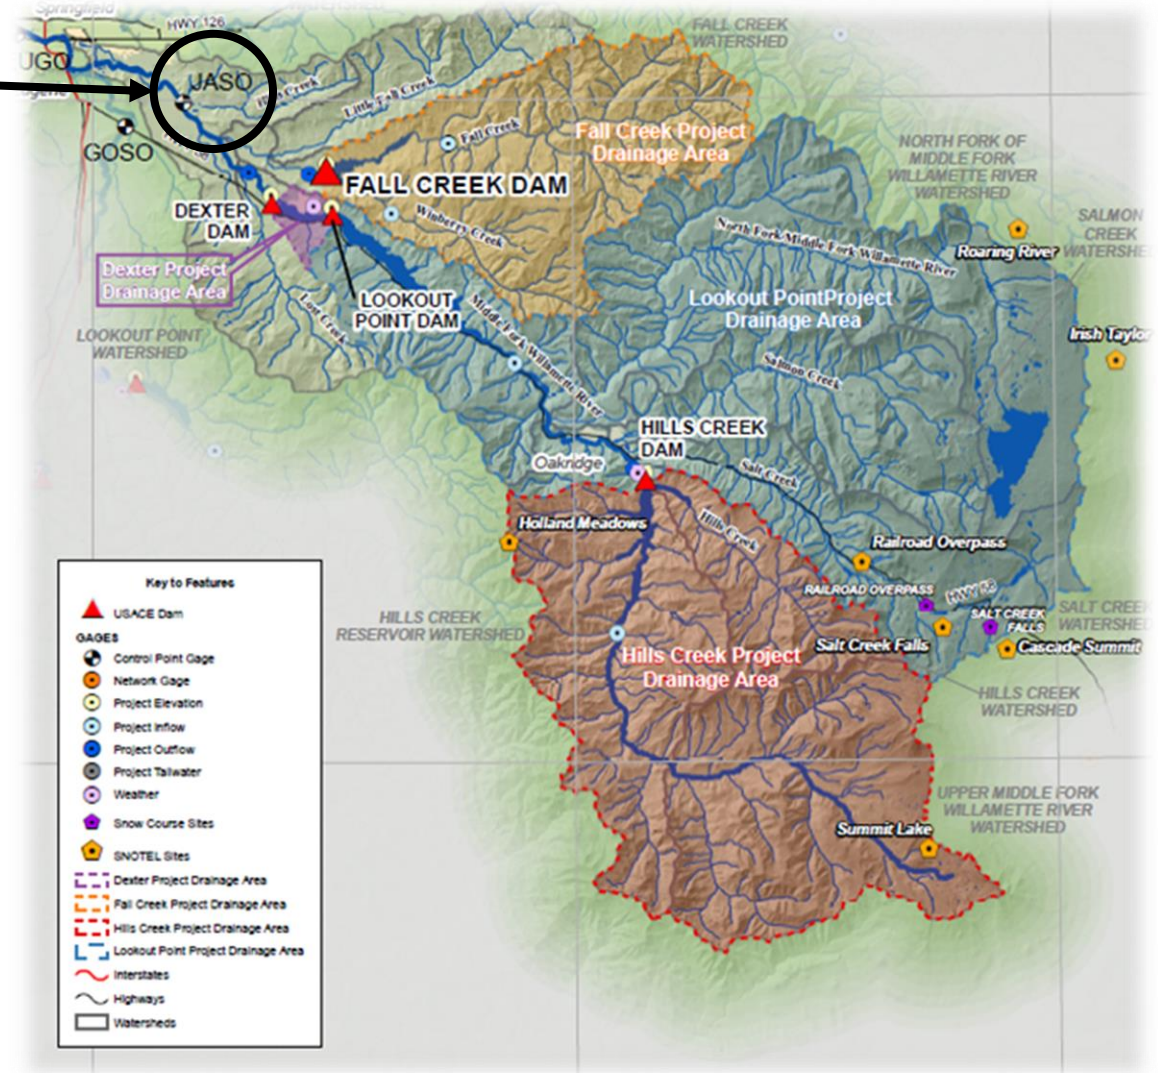 Springfield
WATERSHED
HWY 126
FALL CREEK
WATERSHED
UGO
JASO
Hills Creek
Little Fall Creek
GOSO
Fall Creek
Fall Creek Project
Drainage Area
NORTH FORK OF
MIDDLE FORK
WILLAMETTE RIVER
WATERSHED
FALL CREEK DAM
DEXTER
DAM
Winberry Creek
SALMON
CREEK
WATERSHED
North Fork Middle Fork Willamette River
Roaring River
Dexter Project
Drainage Area
LOOKOUT
POINT DAM
Lost Creek
Middle Fork Willamette River
Lookout PointProject
Drainage Area
LOOKOUT POINT
WATERSHED
Irish Taylor
Salmon Creek
HILLS CREEK
DAM
Oakridge
Salt Creek
Holland Meadows
Hills Creek
Railroad Overpass
RAILROAD OVERPASS
HWY 58
SALT CREEK
FALLS
SALT CREEK
WATERSHED
Salt Creek Falls
Cascade Summit
HILLS CREEK
RESERVOIR WATERSHED
Hills Creek Project
Drainage Area
HILLS CREEK
WATERSHED
UPPER MIDDLE FORK
WILLAMETTE RIVER
WATERSHED
Summit Lake
Key to Features
USACE Dam
GAGES
Control Point Gage
Network Gage
Project Elevation
Project Inflow
Project Outflow
Project Tailwater
Weather
Snow Course Sites
SNOTEL Sites
Dexter Project Drainage Area
Fall Creek Project Drainage Area
Hills Creek Project Drainage Area
Lookout Point Project Drainage Area
Interstates
Highways
Watersheds